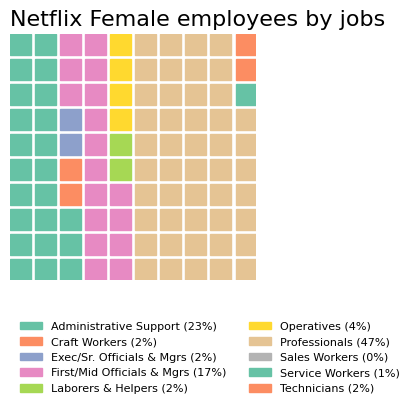 Netflix Female employees by jobs
Administrative Support (23%)
Craft Workers (2%)
Exec/Sr. Officials & Mgrs (2%)
First/Mid Officials & Mgrs (17%)
Laborers & Helpers (2%)
Operatives (4%)
Professionals (47%)
Sales Workers (0%)
Service Workers (1%)
Technicians (2%)